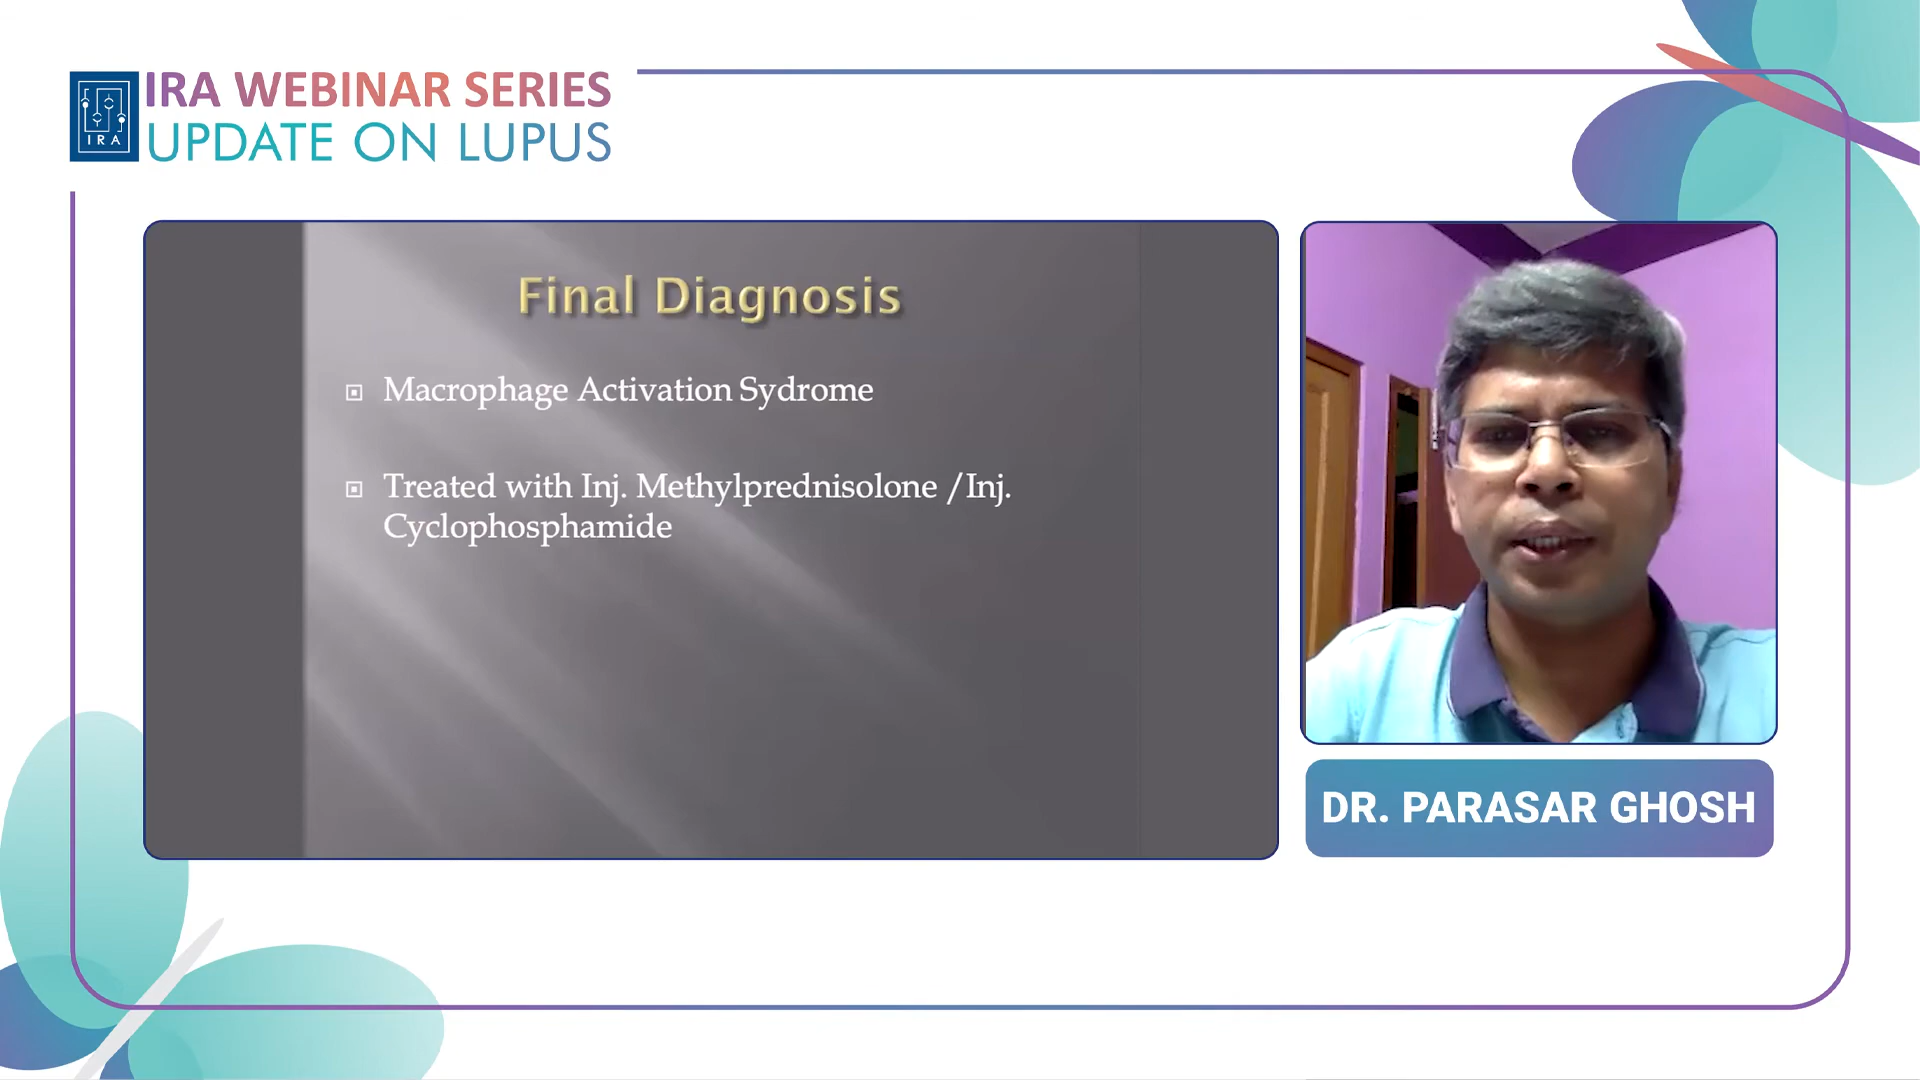 IRA WEBINAR SERIES
UPDATE ON LUPUS
IRA
Final Diagnosis
Macrophage Activation Sydrome
Treated with Inj. Methylprednisolone /Inj.
Cyclophosphamide
DR. PARASAR GHOSH